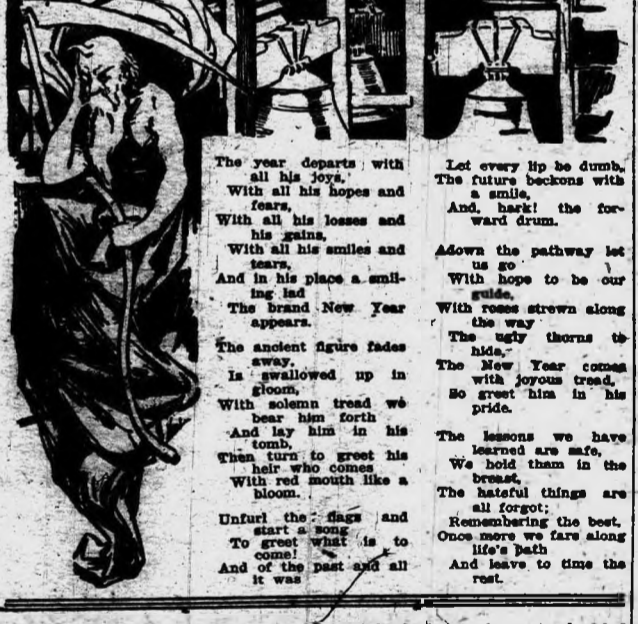 The year departs with
all his joys,
With all his hopes and
fears,
With all his losses and
his gains,
With all his smiles and
tears,
And in his place a smil-
ing lad
The brand New Year
appears.
The ancient figure fades
away,
Is swallowed up in
gloom,
With solemn tread we
bear him forth
And lay him in his
tomb,
Then turn to greet his
heir who comes
With red mouth like a
bloom.
Unfurl the flags and
start a song
To greet what is to
come!
And of the past and all
it was
Let every lip be dumb,
The future beckons with
a smile,
And, hark! the for-
ward drum.
Adown the pathway let
us go
With hope to be our
guide,
With roses strewn along
the way
The ugly thorns to
hide,
The New Year comes
with joyous tread,
So greet him in his
pride.
The lessons we have
learned are safe,
We hold them in the
breast,
The hateful things are
all forgot;
Remembering the best,
Once more we fare along
life's path
And leave to time the
rest.